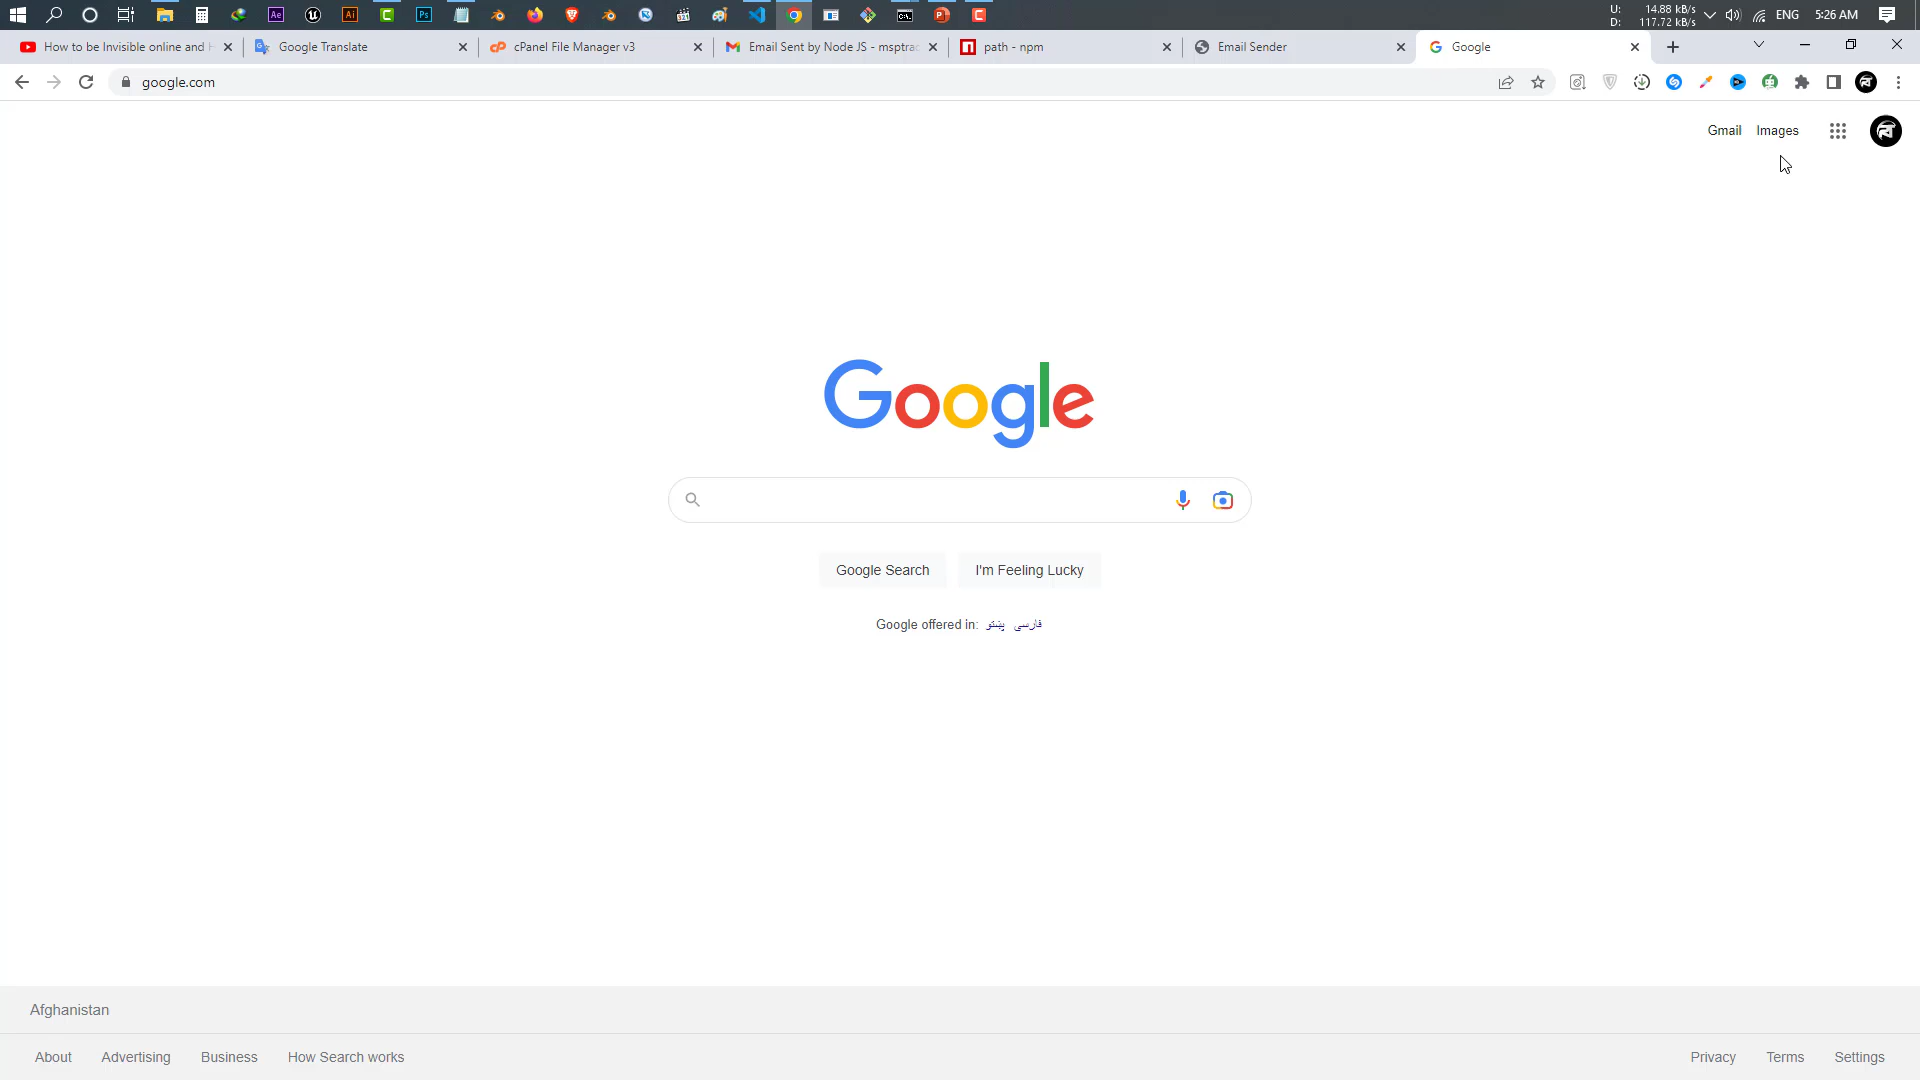 U: 14.88 kB/s
D: 117.72 kB/s
ENG 5:26 AM
How to be Invisible online and
Google Translate
cPanel File Manager v3
Email Sent by Node JS - msptrac
path - npm
Email Sender
Google
google.com
Gmail Images
Google
Google Search I'm Feeling Lucky
Google offered in: فارسی پښتو
Afghanistan
About Advertising Business How Search works
Privacy Terms Settings